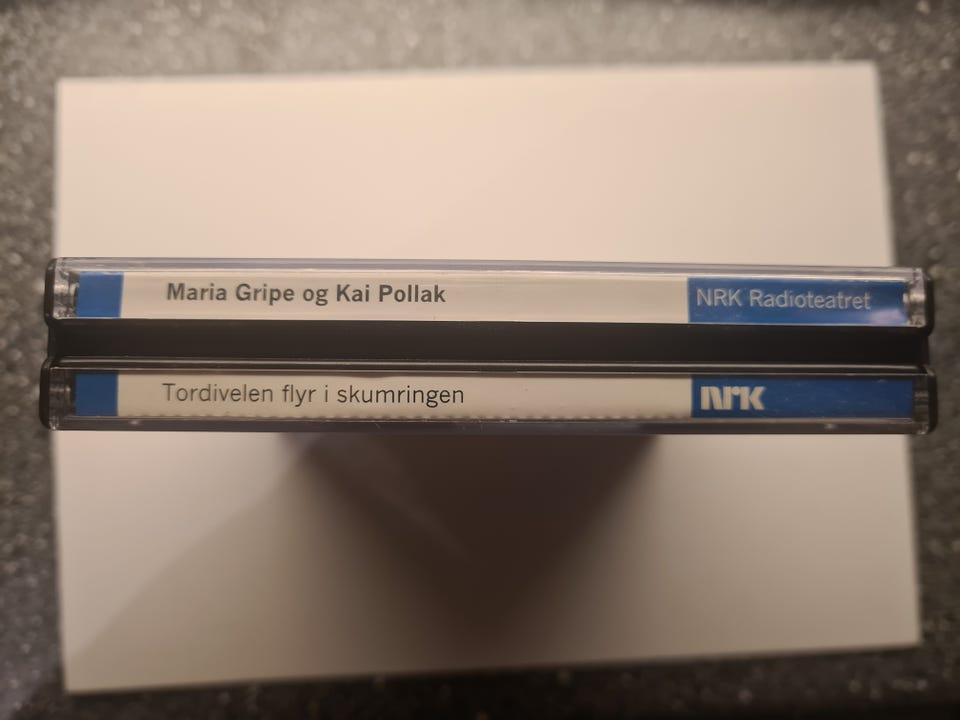 Maria Gripe og Kai Pollak
NRK Radioteatret
Tordivelen flyr i skumringen
NRK